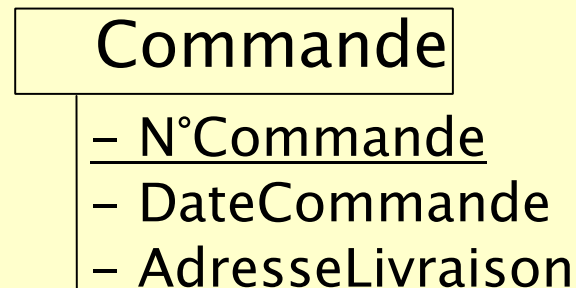 Commande
– N°Commande
– DateCommande
– AdresseLivraison